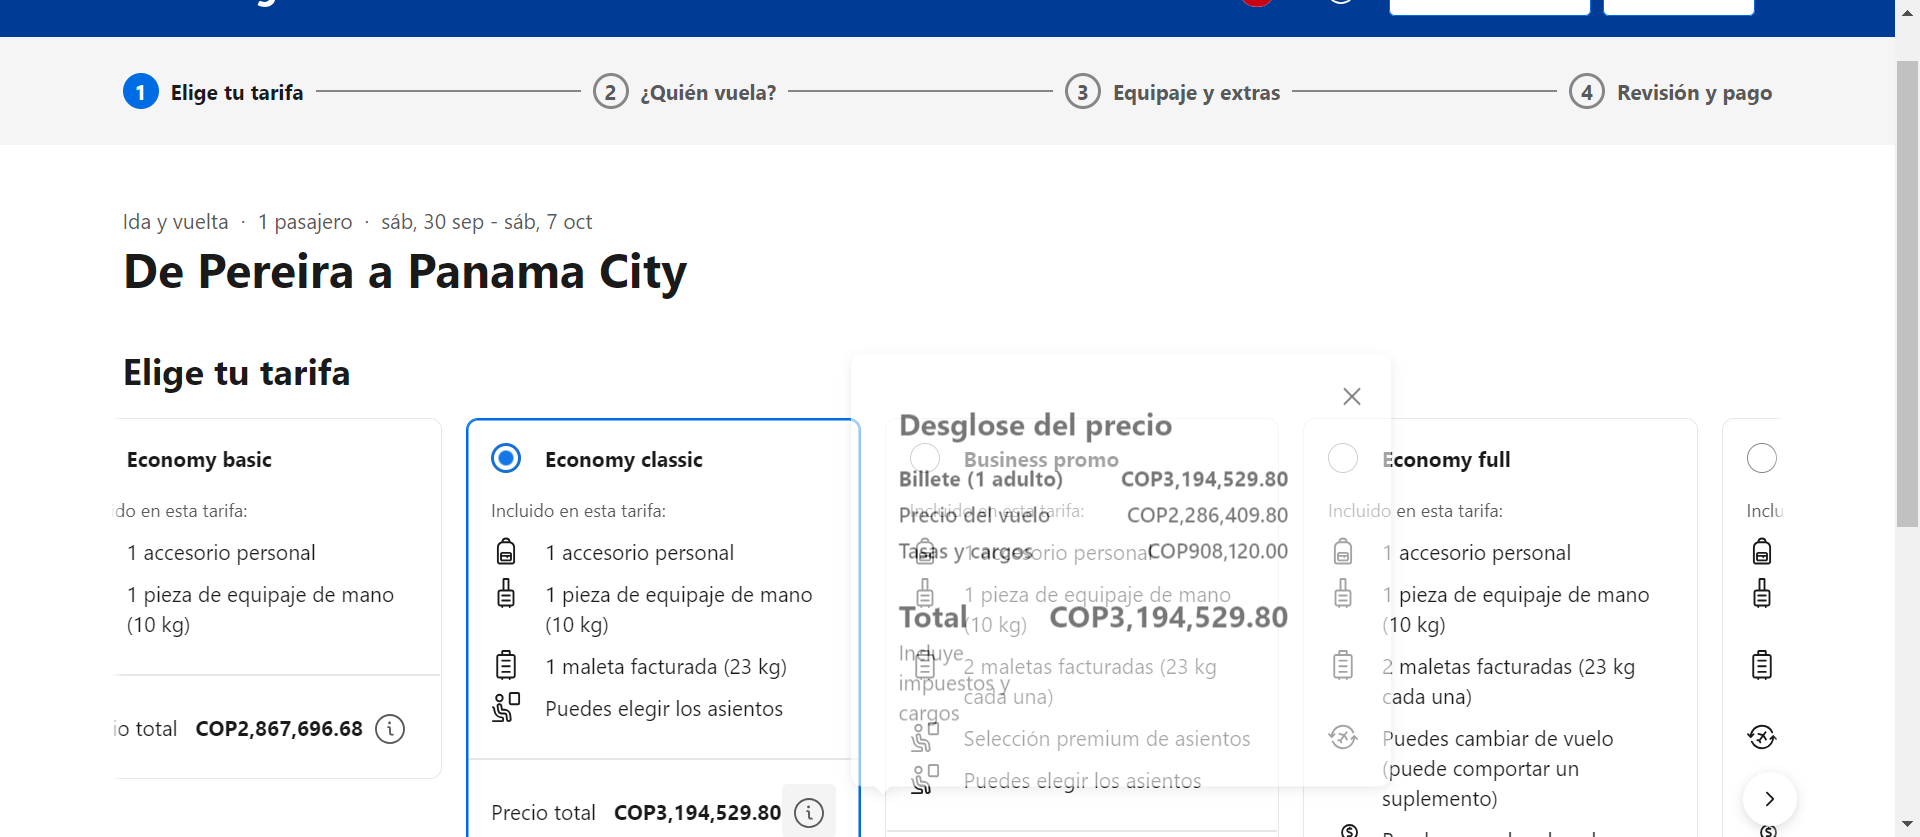 1 Elige tu tarifa
2 ¿Quién vuela?
3 Equipaje y extras
4 Revisión y pago
Ida y vuelta · 1 pasajero · sáb, 30 sep - sáb, 7 oct
De Pereira a Panama City
Elige tu tarifa
Economy basic
do en esta tarifa:
1 accesorio personal
1 pieza de equipaje de mano
(10 kg)
io total COP2,867,696.68
Economy classic
Incluido en esta tarifa:
1 accesorio personal
1 pieza de equipaje de mano
(10 kg)
1 maleta facturada (23 kg)
Puedes elegir los asientos
Precio total COP3,194,529.80
Desglose del precio
Billete (1 adulto) COP3,194,529.80
Precio del vuelo COP2,286,409.80
Tasas y cargos COP908,120.00
Total COP3,194,529.80
Incluye
impuestos y
cargos
Business promo
Incluido en esta tarifa:
1 accesorio personal
1 pieza de equipaje de mano
(10 kg)
2 maletas facturadas (23 kg
cada una)
Selección premium de asientos
Puedes elegir los asientos
Economy full
Incluido en esta tarifa:
1 accesorio personal
1 pieza de equipaje de mano
(10 kg)
2 maletas facturadas (23 kg
cada una)
Puedes cambiar de vuelo
(puede comportar un
suplemento)
Inclu